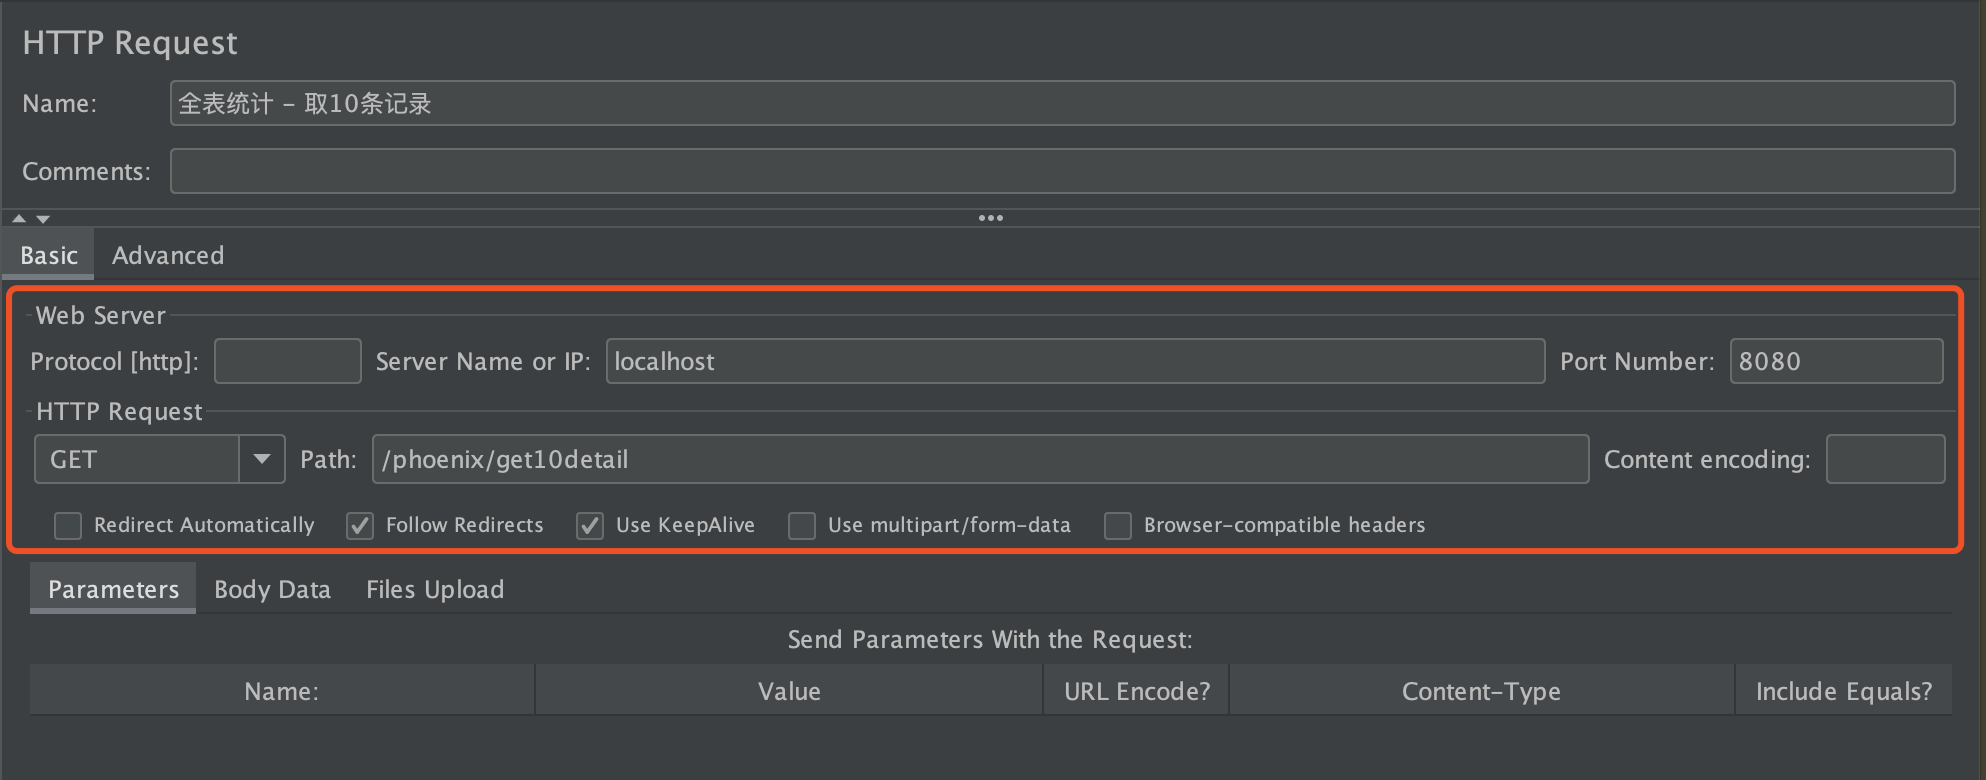 HTTP Request
Name: 全表统计 - 取10条记录
Comments:
Basic Advanced
Web Server
Protocol [http]: Server Name or IP: localhost Port Number: 8080
HTTP Request
GET Path: /phoenix/get10detail Content encoding:
Redirect Automatically Follow Redirects Use KeepAlive Use multipart/form-data Browser-compatible headers
Parameters Body Data Files Upload
Send Parameters With the Request:
Name: Value URL Encode? Content-Type Include Equals?